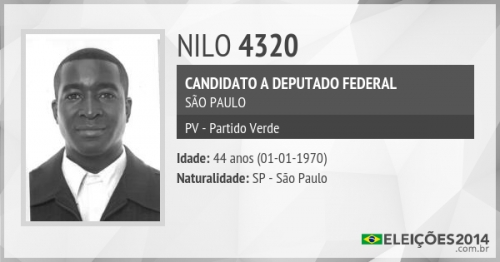 NILO 4320
CANDIDATO A DEPUTADO FEDERAL
SÃO PAULO
PV - Partido Verde
Idade: 44 anos (01-01-1970)
Naturalidade: SP - São Paulo
ELEIÇÕES2014
.com.br